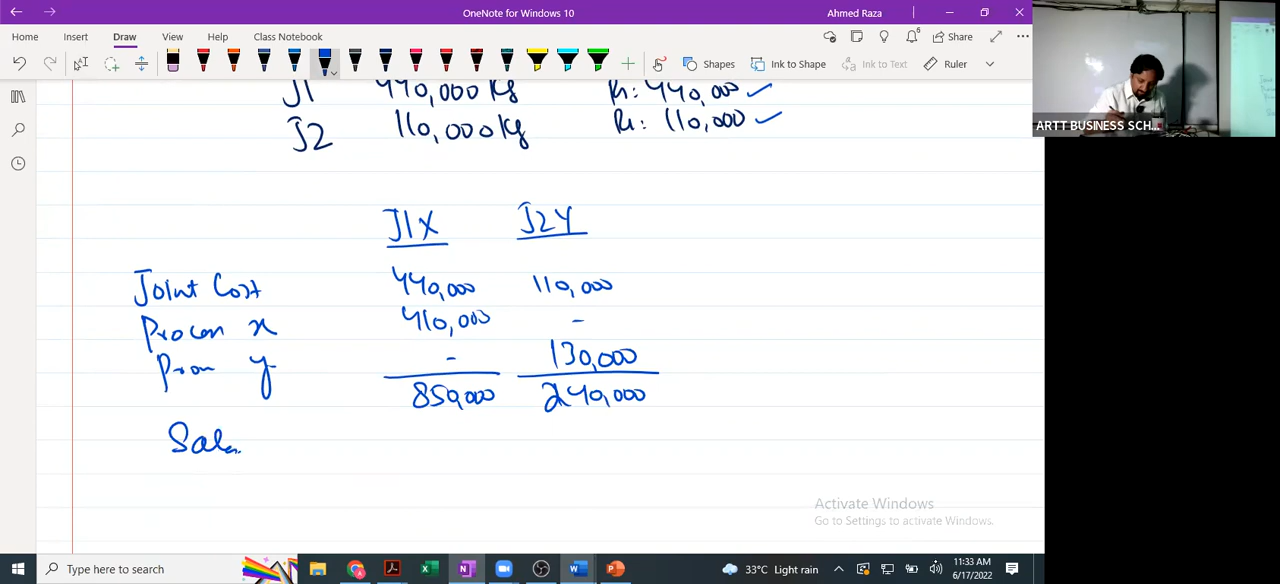 OneNote for Windows 10
Ahmed Raza
Home Insert Draw View Help Class Notebook
6 Share
Shapes Ink to Shape Ink to Text Ruler
J1 440,000 Kg Rs: 440,000 ✓
J2 110,000 Kg Rs: 110,000 ✓
ARTT BUSINESS SCH...
J1X J2Y
Joint Cost 440,000 110,000
Process x 410,000 -
Process y - 130,000
850,000 240,000
Sale
Activate Windows
Go to Settings to activate Windows.
Type here to search
33°C Light rain
11:33 AM
6/17/2022